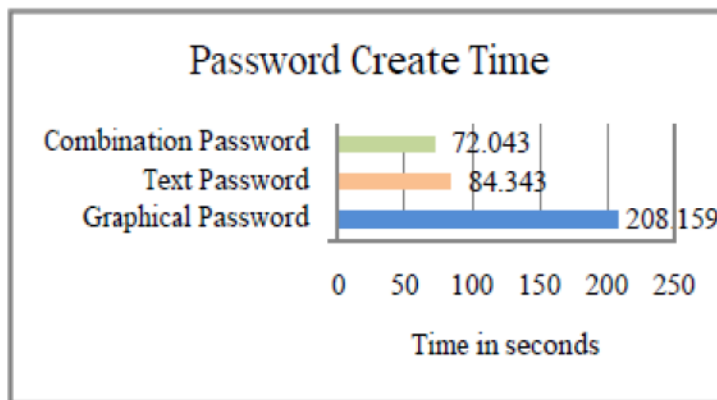 Password Create Time
Combination Password 72.043
Text Password 84.343
Graphical Password 208.159
0 50 100 150 200 250
Time in seconds